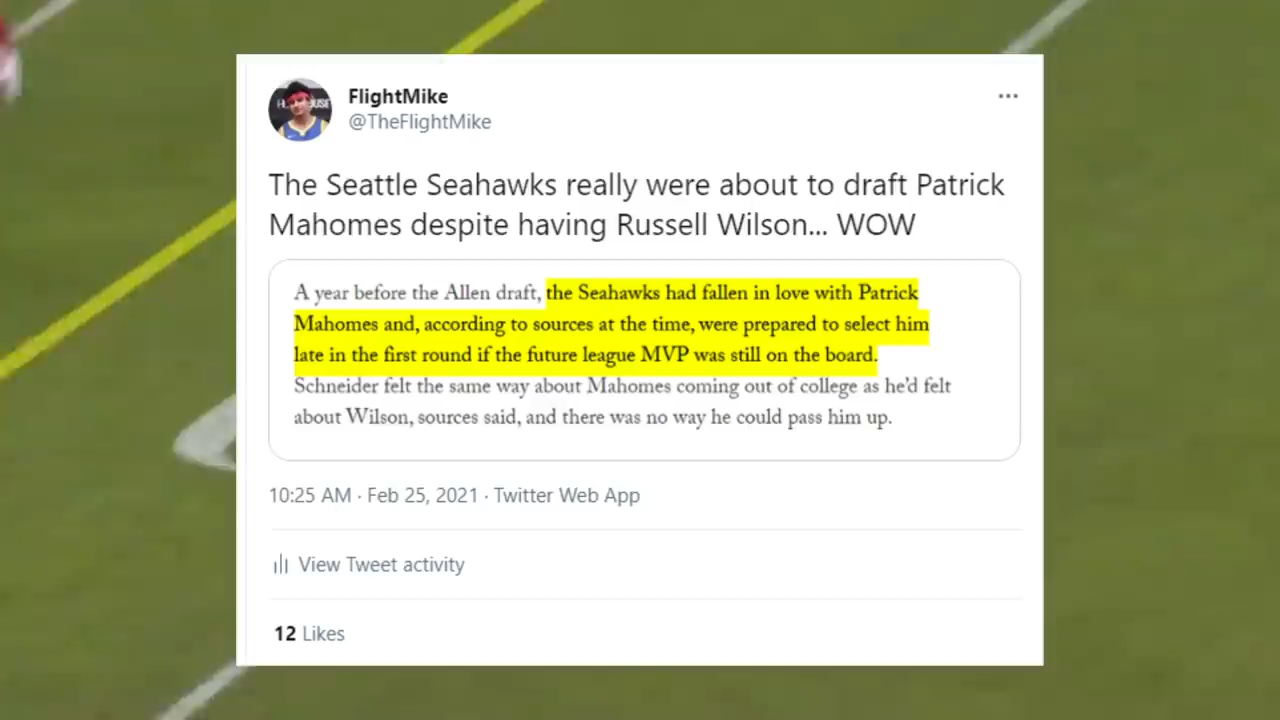 FlightMike
@TheFlightMike
The Seattle Seahawks really were about to draft Patrick
Mahomes despite having Russell Wilson... WOW
A year before the Allen draft, the Seahawks had fallen in love with Patrick
Mahomes and, according to sources at the time, were prepared to select him
late in the first round if the future league MVP was still on the board.
Schneider felt the same way about Mahomes coming out of college as he'd felt
about Wilson, sources said, and there was no way he could pass him up.
10:25 AM · Feb 25, 2021 · Twitter Web App
View Tweet activity
12 Likes